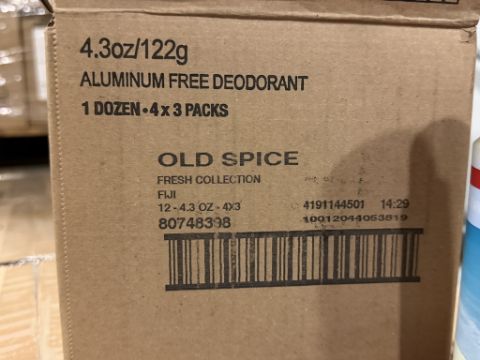 4.3oz/122g
ALUMINUM FREE DEODORANT
1 DOZEN • 4 x 3 PACKS
OLD SPICE
FRESH COLLECTION
FIJI
12 - 4.3 OZ - 4X3 4191144501 14:29
80748398 10012044053819